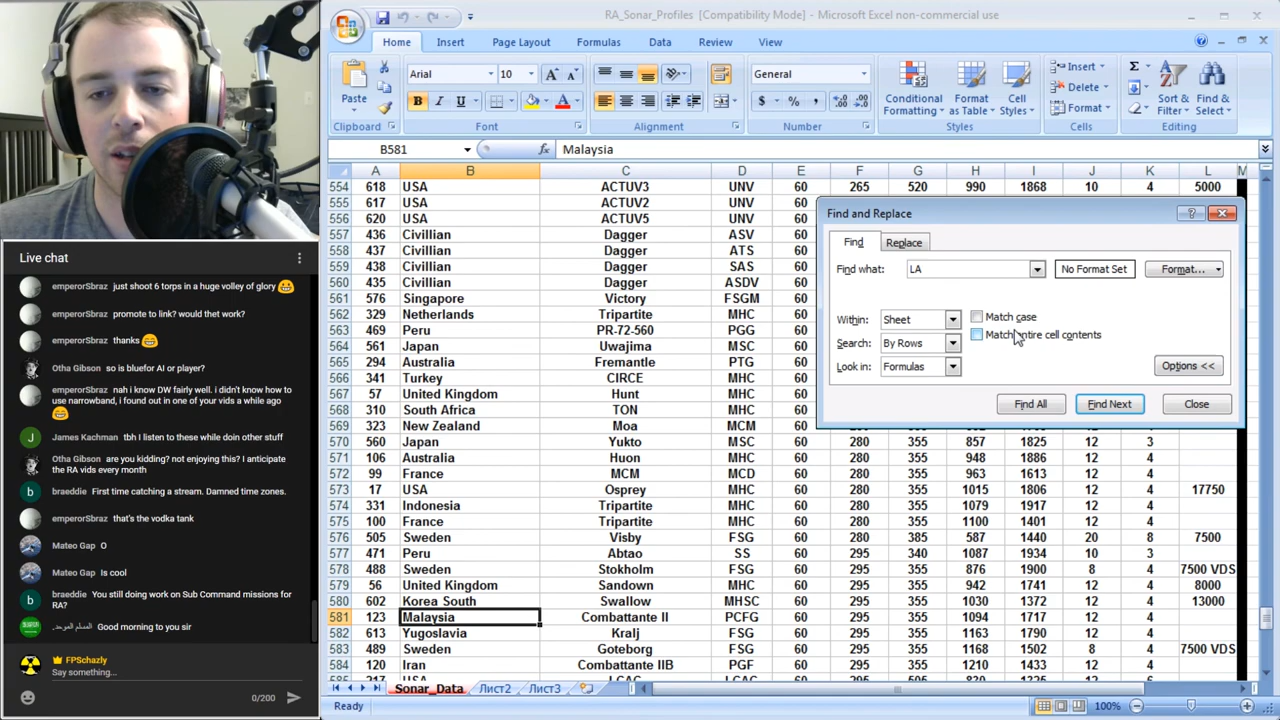 RA_Sonar_Profiles [Compatibility Mode] - Microsoft Excel non-commercial use
Home Insert Page Layout Formulas Data Review View
Paste
Arial 10
General
Conditional Formatting
Format as Table
Cell Styles
Insert
Delete
Format
Sort & Filter
Find & Select
Clipboard Font Alignment Number Styles Cells Editing
B581 fx Malaysia
A B C D E F G H I J K L M
554 618 USA ACTUV3 UNV 60 265 520 990 1868 10 4 5000
555 617 USA ACTUV2 UNV 60
556 620 USA ACTUV5 UNV 60
557 436 Civillian Dagger ASV 60
558 437 Civillian Dagger ATS 60
559 438 Civillian Dagger SAS 60
560 435 Civillian Dagger ASDV 60
561 576 Singapore Victory FSGM 60
562 329 Netherlands Tripartite MHC 60
563 469 Peru PR-72-560 PGG 60
564 561 Japan Uwajima MSC 60
565 294 Australia Fremantle PTG 60
566 341 Turkey CIRCE MHC 60
567 57 United Kingdom Hunt MHC 60
568 310 South Africa TON MHC 60
569 323 New Zealand Moa MCM 60
570 560 Japan Yukto MSC 60 280 355 857 1825 12 3
571 106 Australia Huon MHC 60 280 355 948 1886 12 4
572 99 France MCM MCD 60 280 355 963 1613 12 4
573 17 USA Osprey MHC 60 280 355 1015 1806 12 4 17750
574 331 Indonesia Tripartite MHC 60 280 355 1079 1917 12 4
575 100 France Tripartite MHC 60 280 355 1100 1401 12 4
576 505 Sweden Visby FSG 60 280 385 587 1440 20 8 7500
577 471 Peru Abtao SS 60 295 340 1087 1934 10 3
578 488 Sweden Stokholm FSG 60 295 355 876 1900 8 4 7500 VDS
579 56 United Kingdom Sandown MHC 60 295 355 942 1741 12 4 8000
580 602 Korea South Swallow MHSC 60 295 355 1030 1372 12 4 13000
581 123 Malaysia Combattante II PCFG 60 295 355 1094 1717 12 4
582 613 Yugoslavia Kralj FSG 60 295 355 1163 1790 12 4
583 489 Sweden Goteborg FSG 60 295 355 1168 1502 8 4 7500 VDS
584 120 Iran Combattante IIB PGF 60 295 355 1210 1433 12 4
Find and Replace
Find Replace
Find what: LA No Format Set Format...
Within: Sheet Match case
Search: By Rows Match entire cell contents
Look in: Formulas Options <<
Find All Find Next Close
Sonar_Data Лист2 Лист3
Ready 100%
Live chat
emperorSbraz just shoot 6 torps in a huge volley of glory 😁
emperorSbraz promote to link? would thet work?
emperorSbraz thanks 😁
Otha Gibson so is bluefor AI or player?
emperorSbraz nah i know DW fairly well. i didn't know how to
use narrowband, i found out in one of your vids a while ago
😁
J James Kachman tbh I listen to these while doin other stuff
Otha Gibson are you kidding? not enjoying this? I anticipate
the RA vids every month
b braeddie First time catching a stream. Damned time zones.
emperorSbraz that's the vodka tank
Mateo Gap O
Mateo Gap Is cool
b braeddie You still doing work on Sub Command missions for
RA?
المسلم الموحد. Good morning to you sir
FPSchazly
Say something...
0/200